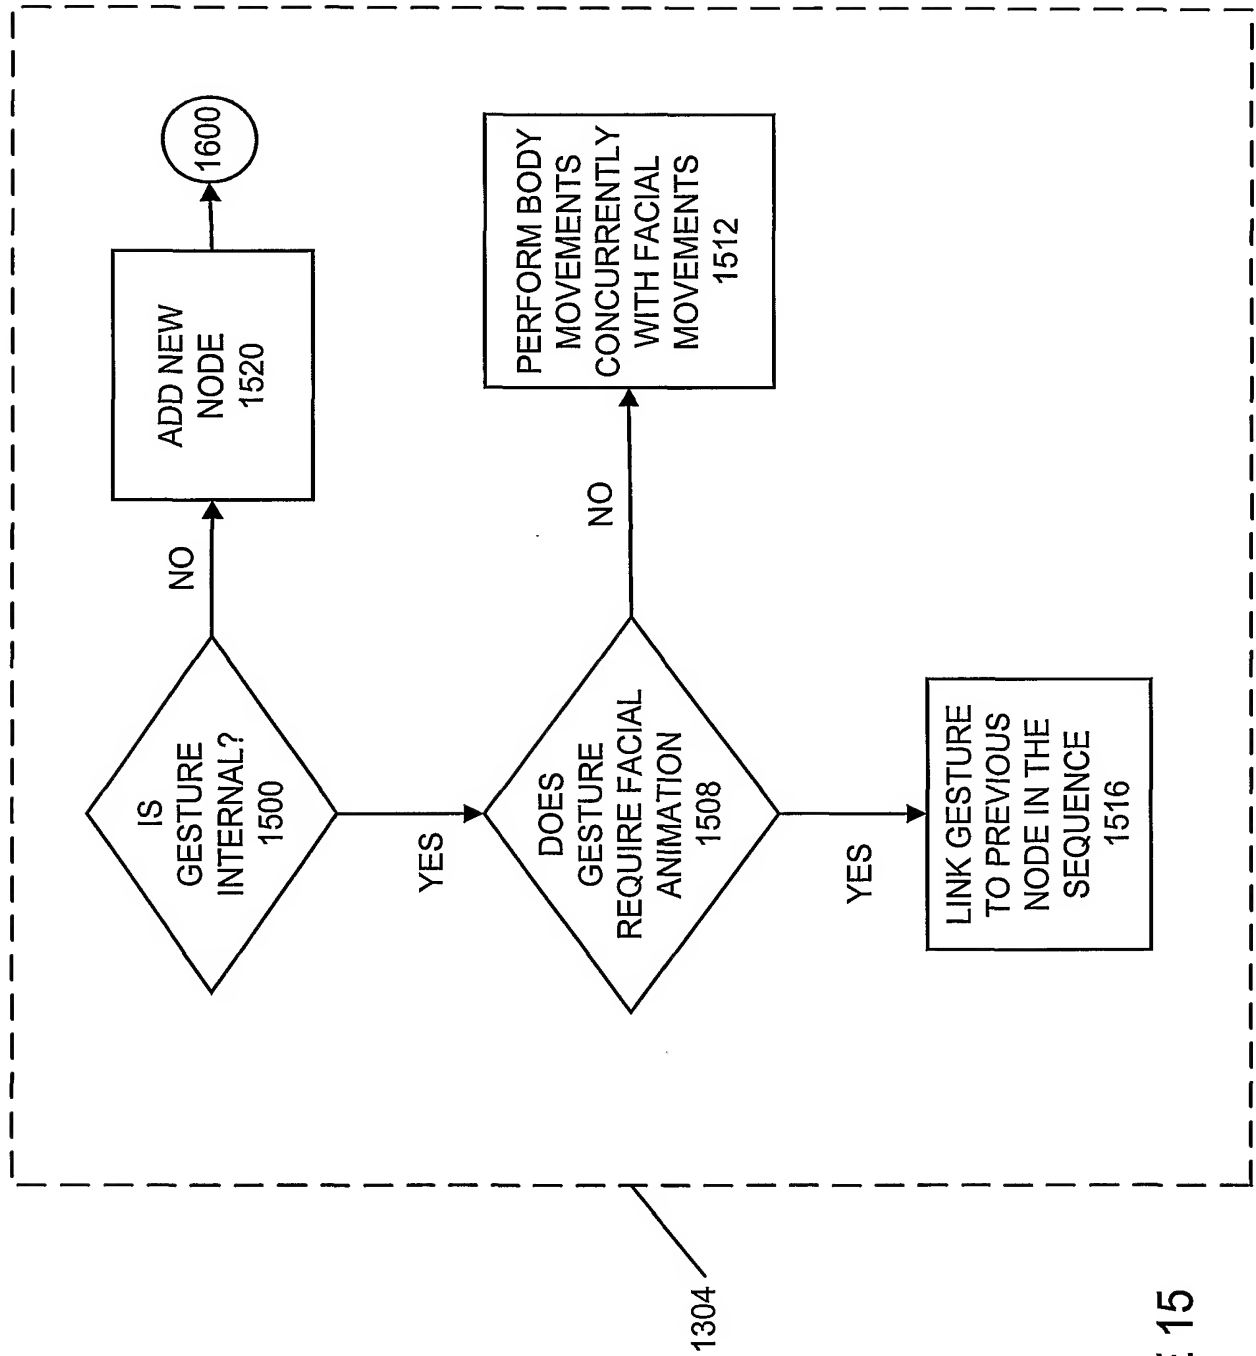 IS
GESTURE
INTERNAL?
1500
NO
ADD NEW
NODE
1520
1600
YES
DOES
GESTURE
REQUIRE FACIAL
ANIMATION
1508
NO
PERFORM BODY
MOVEMENTS
CONCURRENTLY
WITH FACIAL
MOVEMENTS
1512
YES
LINK GESTURE
TO PREVIOUS
NODE IN THE
SEQUENCE
1516
1304
15